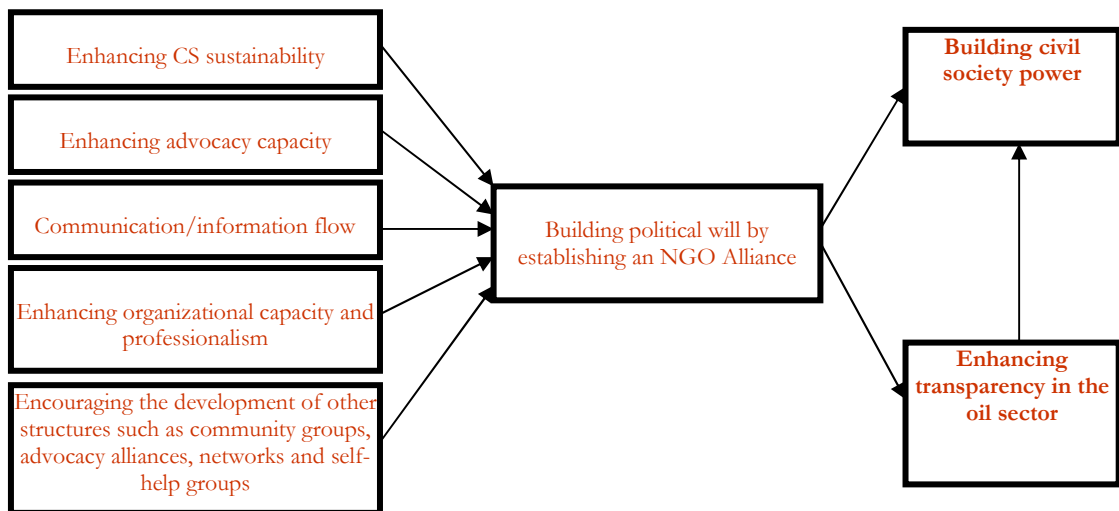 Enhancing CS sustainability
Enhancing advocacy capacity
Communication/information flow
Enhancing organizational capacity and
professionalism
Encouraging the development of other
structures such as community groups,
advocacy alliances, networks and self-
help groups
Building political will by
establishing an NGO Alliance
Building civil
society power
Enhancing
transparency in the
oil sector